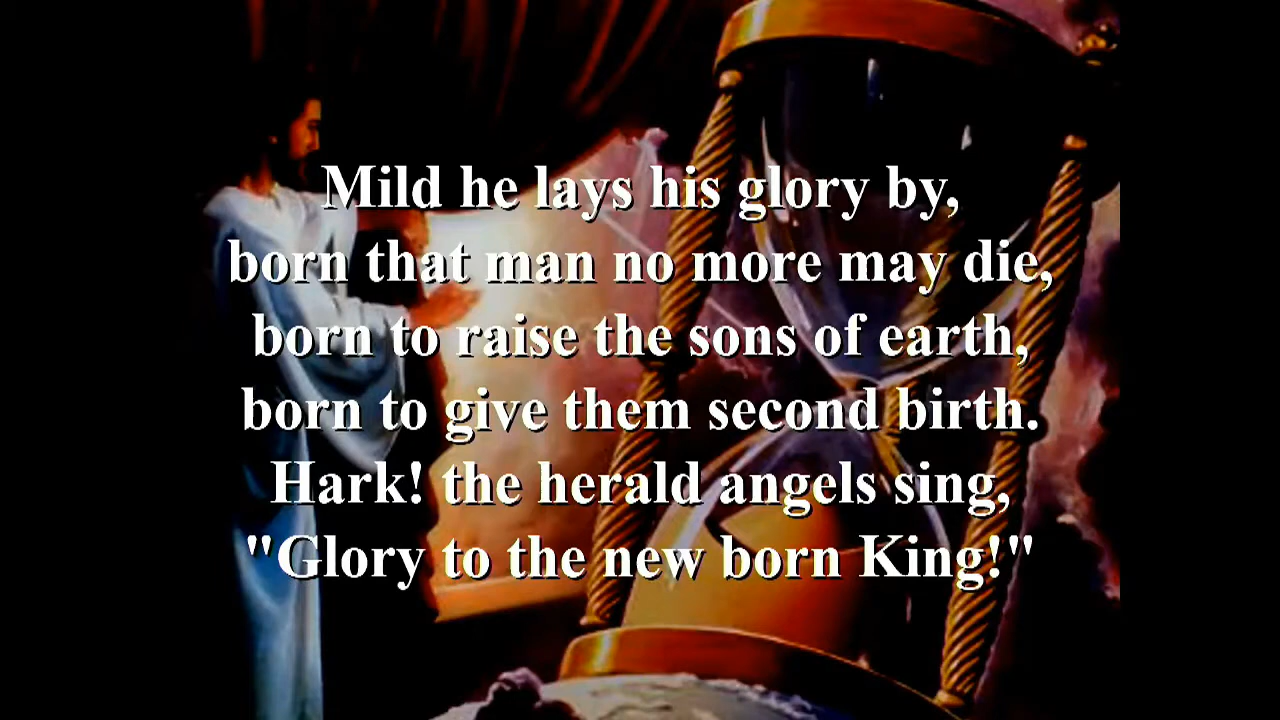 Mild he lays his glory by,
born that man no more may die,
born to raise the sons of earth,
born to give them second birth.
Hark! the herald angels sing,
"Glory to the new born King!"